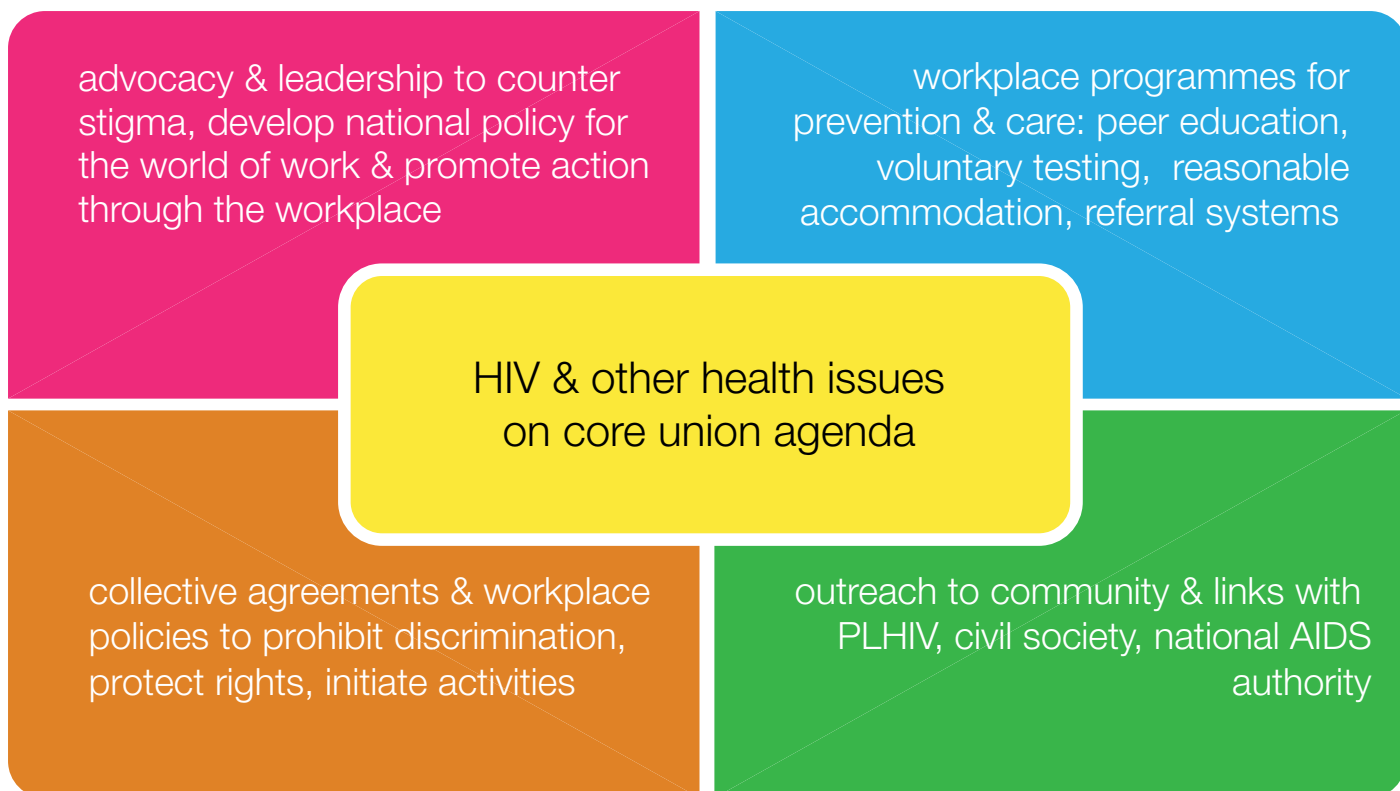 advocacy & leadership to counter
stigma, develop national policy for
the world of work & promote action
through the workplace
workplace programmes for
prevention & care: peer education,
voluntary testing, reasonable
accommodation, referral systems
HIV & other health issues
on core union agenda
collective agreements & workplace
policies to prohibit discrimination,
protect rights, initiate activities
outreach to community & links with
PLHIV, civil society, national AIDS
authority